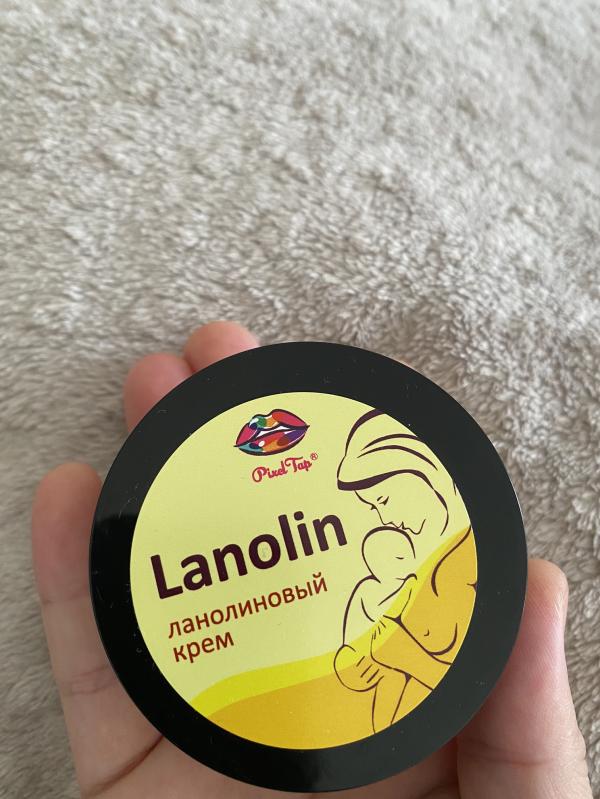 Pixel Tap®
Lanolin
ланолиновый
крем